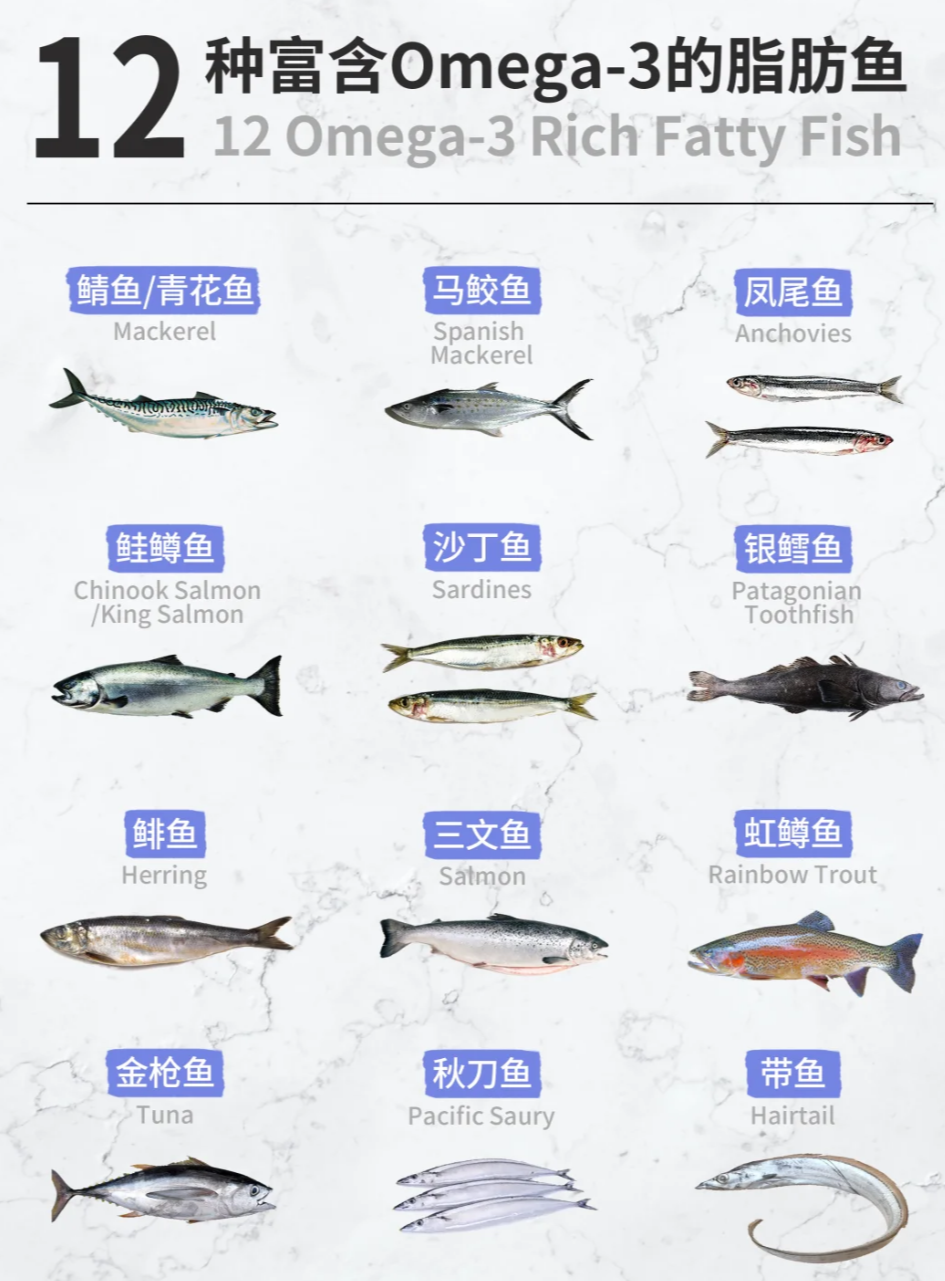 12
种富含Omega-3的脂肪鱼
12 Omega-3 Rich Fatty Fish
鲭鱼/青花鱼
Mackerel
马鲛鱼
Spanish
Mackerel
凤尾鱼
Anchovies
鲑鳟鱼
Chinook Salmon
/King Salmon
沙丁鱼
Sardines
银鳕鱼
Patagonian
Toothfish
鲱鱼
Herring
三文鱼
Salmon
虹鳟鱼
Rainbow Trout
金枪鱼
Tuna
秋刀鱼
Pacific Saury
带鱼
Hairtail